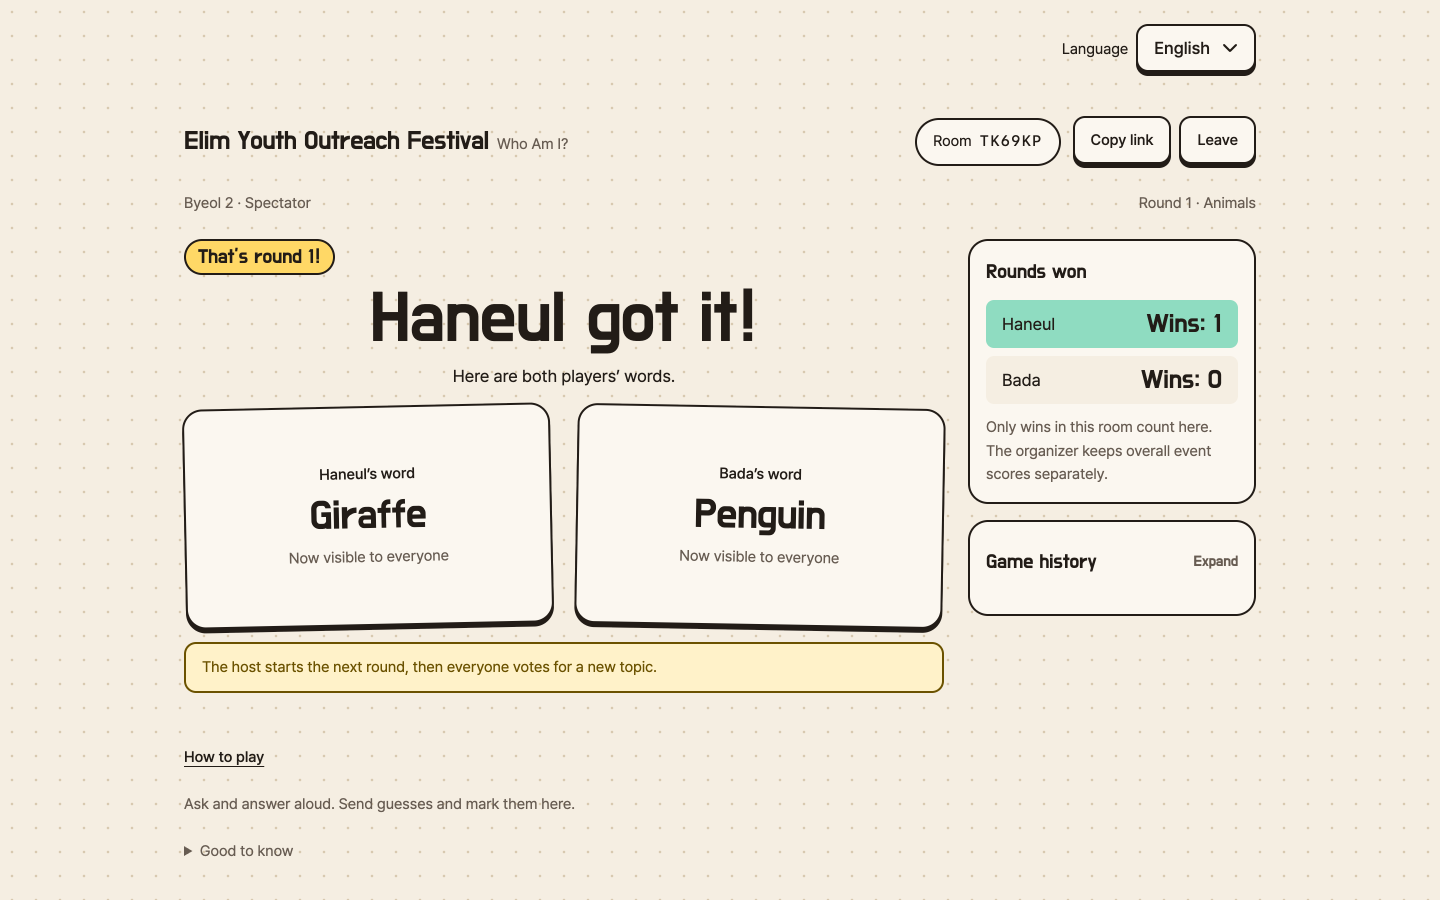 Language
English
Elim Youth Outreach Festival Who Am I?
Room TK69KP
Copy link
Leave
Byeol 2 · Spectator
Round 1 · Animals
That's round 1!
Haneul got it!
Here are both players’ words.
Haneul’s word
Giraffe
Now visible to everyone
Bada’s word
Penguin
Now visible to everyone
The host starts the next round, then everyone votes for a new topic.
Rounds won
Haneul Wins: 1
Bada Wins: 0
Only wins in this room count here.
The organizer keeps overall event
scores separately.
Game history Expand
How to play
Ask and answer aloud. Send guesses and mark them here.
Good to know